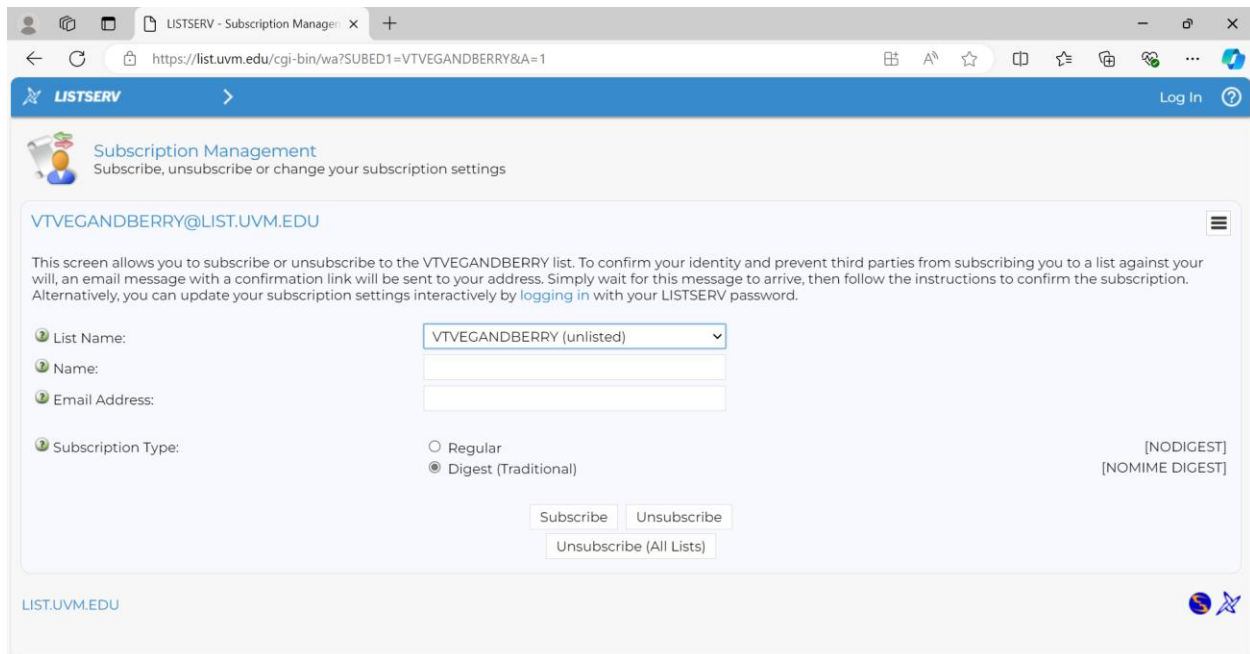 LISTSERV - Subscription Manager
https://list.uvm.edu/cgi-bin/wa?SUBED1=VTVEGANDBERRY&A=1
LISTSERV
Log In
Subscription Management
Subscribe, unsubscribe or change your subscription settings
VTVEGANDBERRY@LIST.UVM.EDU
This screen allows you to subscribe or unsubscribe to the VTVEGANDBERRY list. To confirm your identity and prevent third parties from subscribing you to a list against your
will, an email message with a confirmation link will be sent to your address. Simply wait for this message to arrive, then follow the instructions to confirm the subscription.
Alternatively, you can update your subscription settings interactively by logging in with your LISTSERV password.
List Name: VTVEGANDBERRY (unlisted)
Name:
Email Address:
Subscription Type: Regular [NODIGEST]
Digest (Traditional) [NOMIME DIGEST]
Subscribe Unsubscribe
Unsubscribe (All Lists)
LIST.UVM.EDU